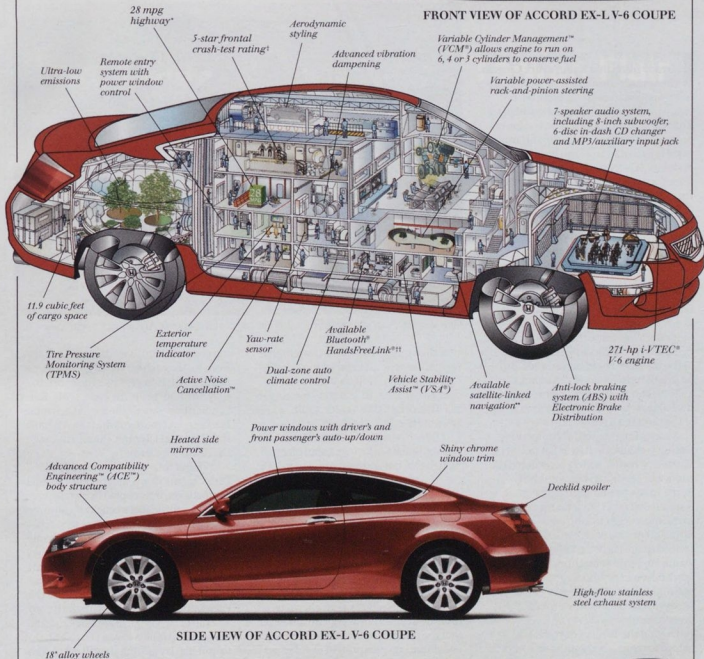 28 mpg
highway*
FRONT VIEW OF ACCORD EX-L V-6 COUPE
5-star frontal
crash-test rating†
Aerodynamic
styling
Advanced vibration
dampening
Variable Cylinder Management™
(VCM®) allows engine to run on
6, 4 or 3 cylinders to conserve fuel
Ultra-low
emissions
Remote entry
system with
power window
control
Variable power-assisted
rack-and-pinion steering
7-speaker audio system,
including 8-inch subwoofer,
6-disc in-dash CD changer
and MP3/auxiliary input jack
11.9 cubic feet
of cargo space
Tire Pressure
Monitoring System
(TPMS)
Exterior
temperature
indicator
Active Noise
Cancellation™
Yaw-rate
sensor
Dual-zone auto
climate control
Available
Bluetooth®
HandsFreeLink®††
Vehicle Stability
Assist™ (VSA®)
Available
satellite-linked
navigation**
Anti-lock braking
system (ABS) with
Electronic Brake
Distribution
271-hp i-VTEC®
V-6 engine
Advanced Compatibility
Engineering™ (ACE™)
body structure
Heated side
mirrors
Power windows with driver's and
front passenger's auto-up/down
Shiny chrome
window trim
Decklid spoiler
High-flow stainless
steel exhaust system
SIDE VIEW OF ACCORD EX-L V-6 COUPE
18" alloy wheels